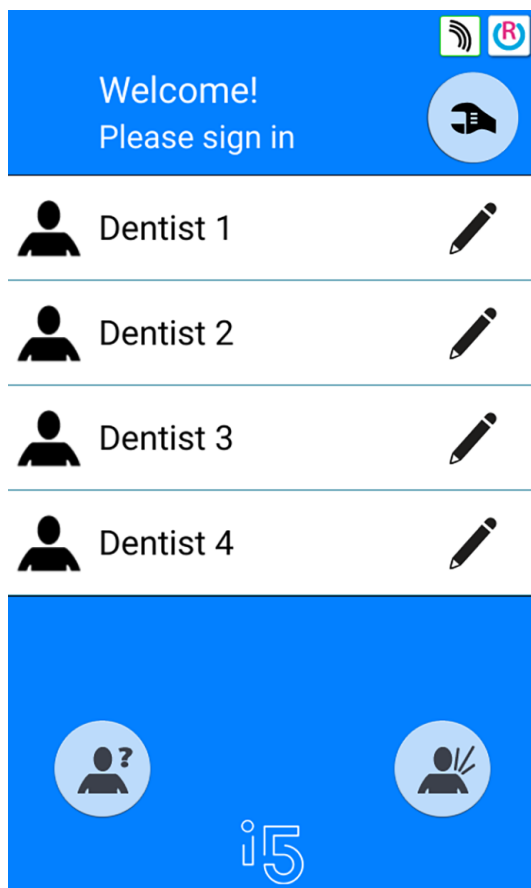 R
Welcome!
Please sign in
Dentist 1
Dentist 2
Dentist 3
Dentist 4
?
i5